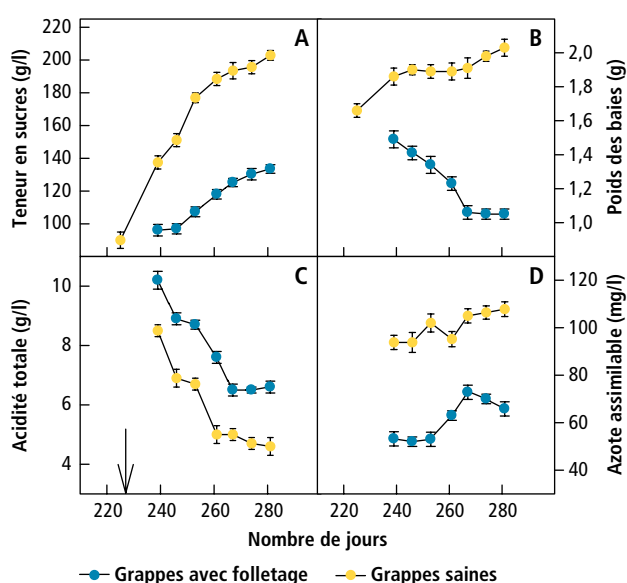 A
B
Teneur en sucres (g/l)
220
200
180
160
140
120
100
Poids des baies (g)
2,0
1,8
1,6
1,4
1,2
1,0
C
D
Acidité totale (g/l)
10
8
6
4
Azote assimilable (mg/l)
120
100
80
60
40
220 240 260 280 220 240 260 280
Nombre de jours
Grappes avec folletage Grappes saines